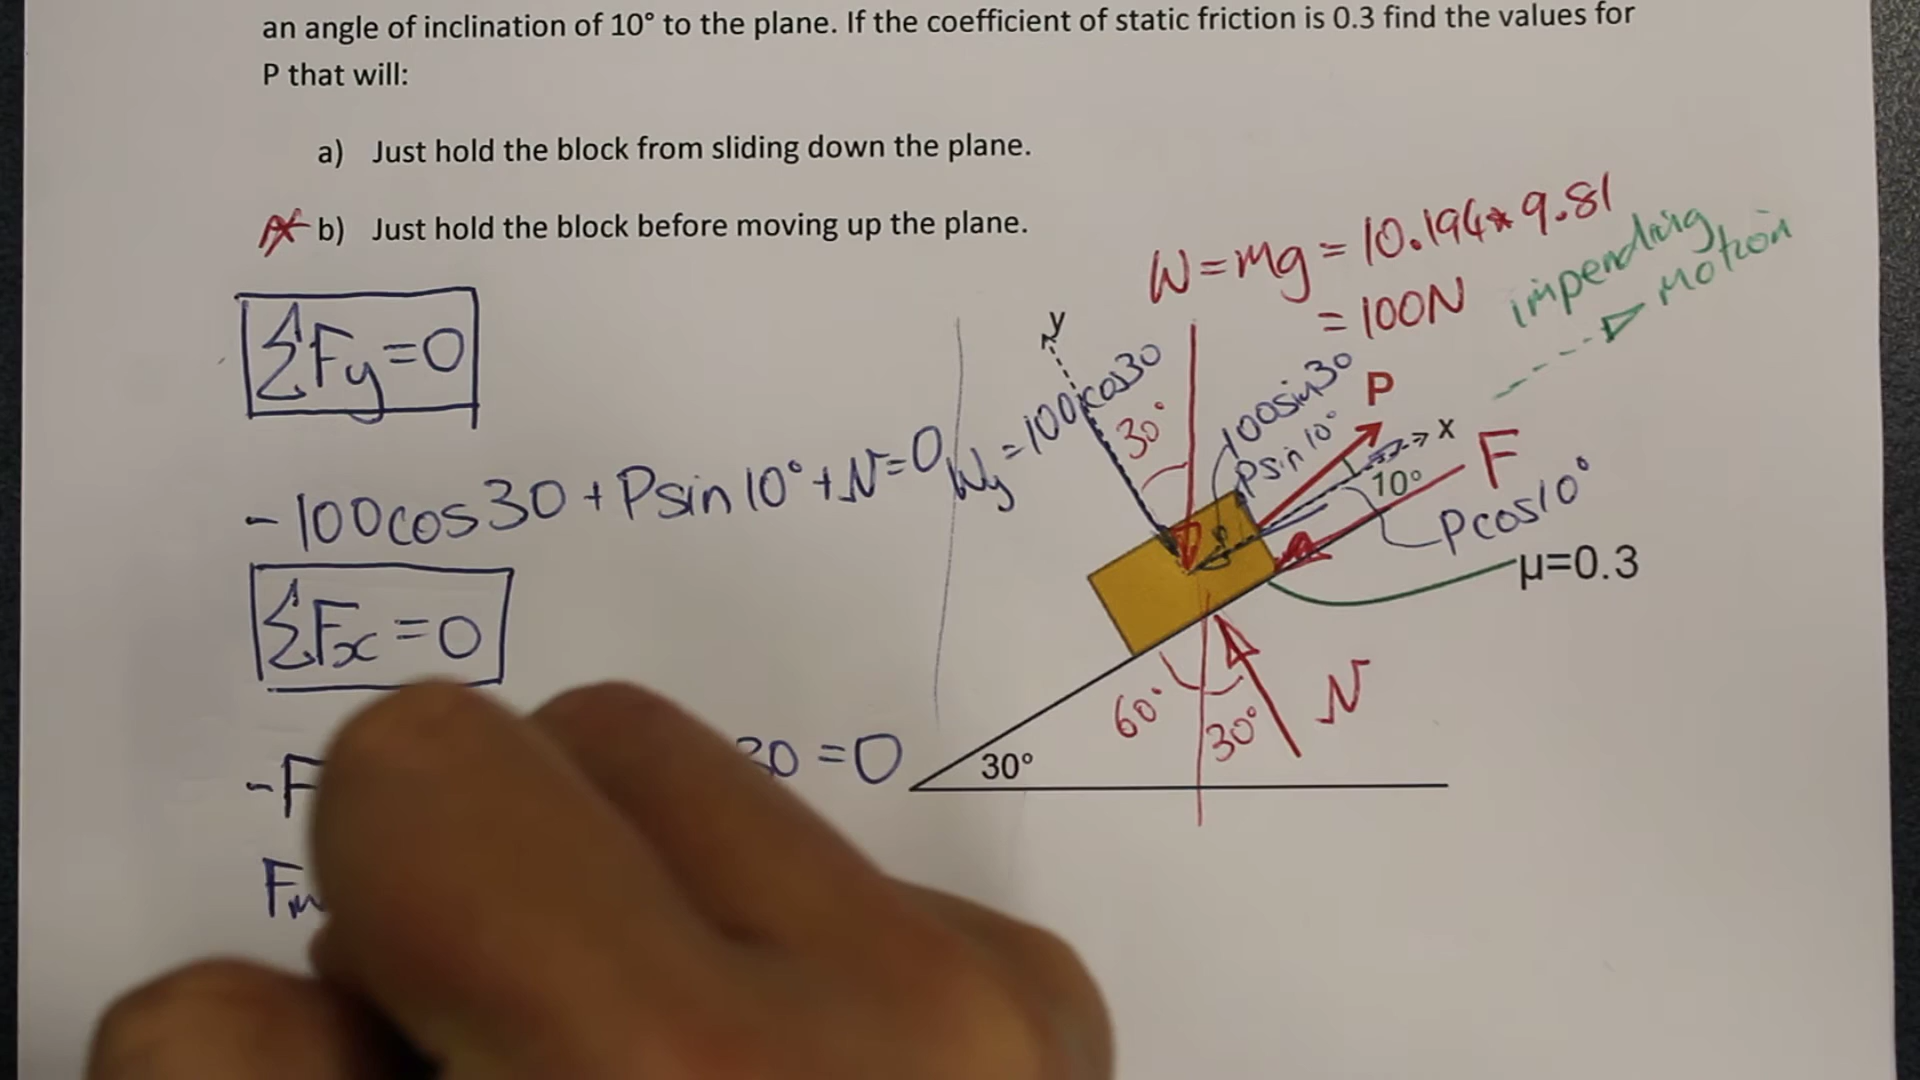 an angle of inclination of 10° to the plane. If the coefficient of static friction is 0.3 find the values for
P that will:
a) Just hold the block from sliding down the plane.
b) Just hold the block before moving up the plane.
W=mg = 10.194*9.81
= 100N
impending
motion
ΣFy=0
-100cos30 + Psin10° + N=0
Wy = 100cos30
y
30°
100sin30
Psin10°
P
x
F
10°
Pcos10°
μ=0.3
ΣFx=0
-F
30 =0
60°
30°
N
30°